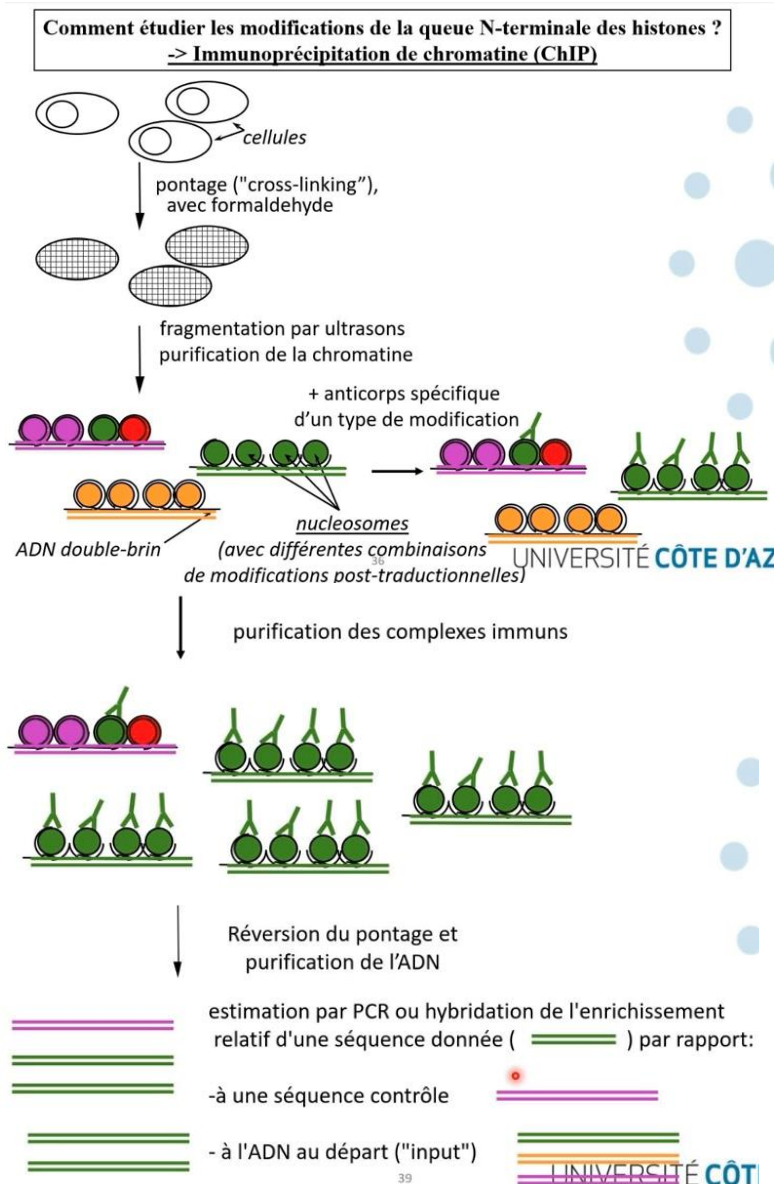 Comment étudier les modifications de la queue N-terminale des histones ?
-> Immunoprécipitation de chromatine (ChIP)
cellules
pontage ("cross-linking”),
avec formaldehyde
fragmentation par ultrasons
purification de la chromatine
+ anticorps spécifique
d'un type de modification
ADN double-brin
nucleosomes
(avec différentes combinaisons
de modifications post-traductionnelles)
36
UNIVERSITÉ CÔTE D'AZ
purification des complexes immuns
Réversion du pontage et
purification de l’ADN
estimation par PCR ou hybridation de l'enrichissement
relatif d'une séquence donnée ( ) par rapport:
-à une séquence contrôle
- à l'ADN au départ ("input")
39
UNIVERSITÉ CÔT